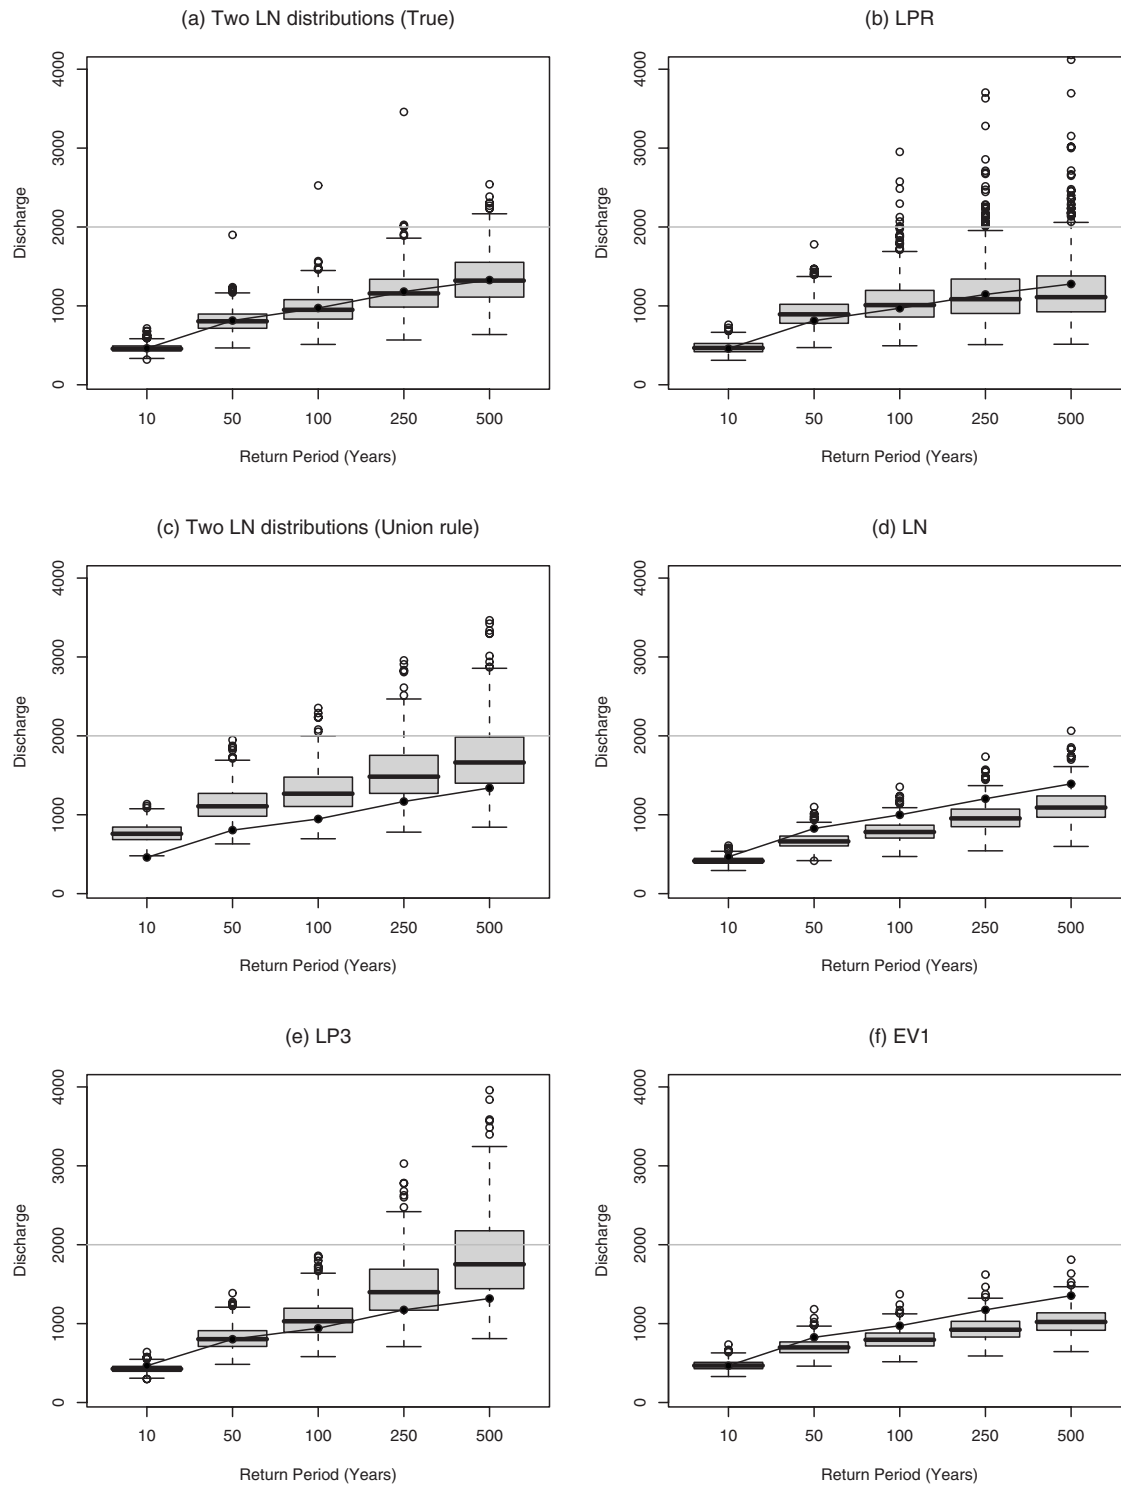 (a) Two LN distributions (True)
4000
3000
2000
1000
0
Discharge
10 50 100 250 500
Return Period (Years)
(b) LPR
4000
3000
2000
1000
0
Discharge
10 50 100 250 500
Return Period (Years)
(c) Two LN distributions (Union rule)
4000
3000
2000
1000
0
Discharge
10 50 100 250 500
Return Period (Years)
(d) LN
4000
3000
2000
1000
0
Discharge
10 50 100 250 500
Return Period (Years)
(e) LP3
4000
3000
2000
1000
0
Discharge
10 50 100 250 500
Return Period (Years)
(f) EV1
4000
3000
2000
1000
0
Discharge
10 50 100 250 500
Return Period (Years)